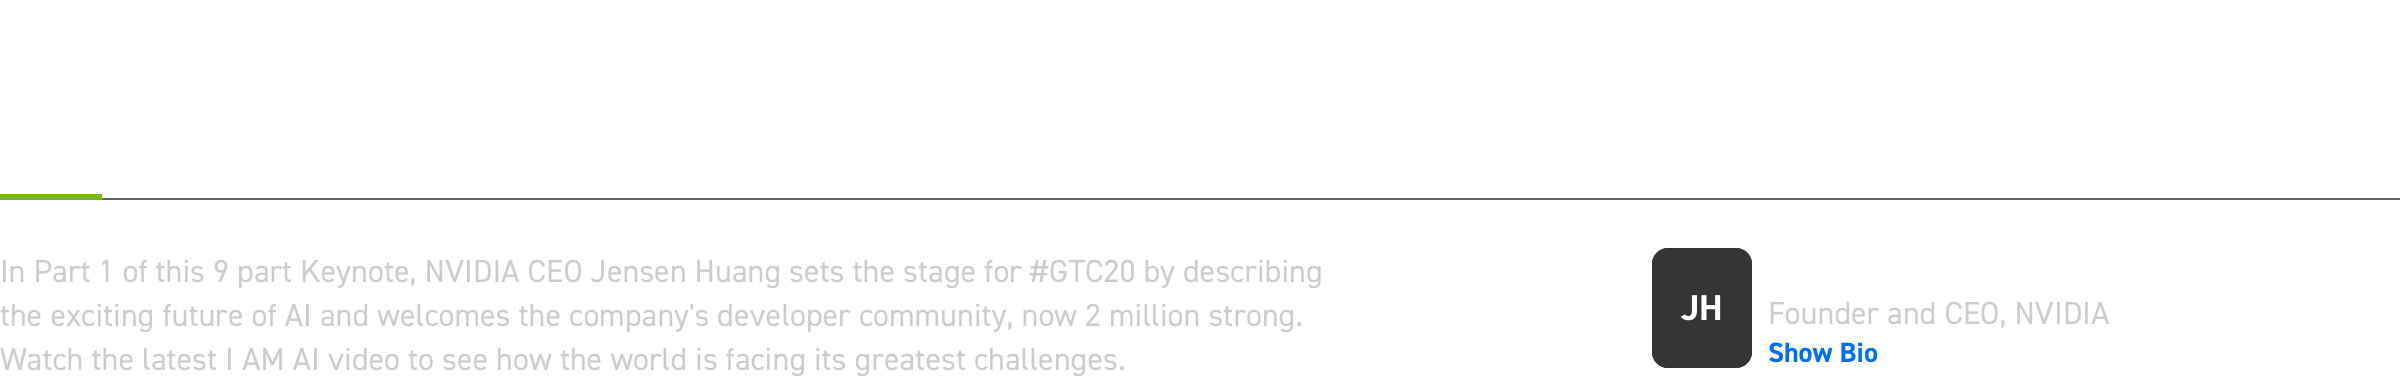 In Part 1 of this 9 part Keynote, NVIDIA CEO Jensen Huang sets the stage for #GTC20 by describing
the exciting future of AI and welcomes the company's developer community, now 2 million strong.
Watch the latest I AM AI video to see how the world is facing its greatest challenges.
JH
Founder and CEO, NVIDIA
Show Bio